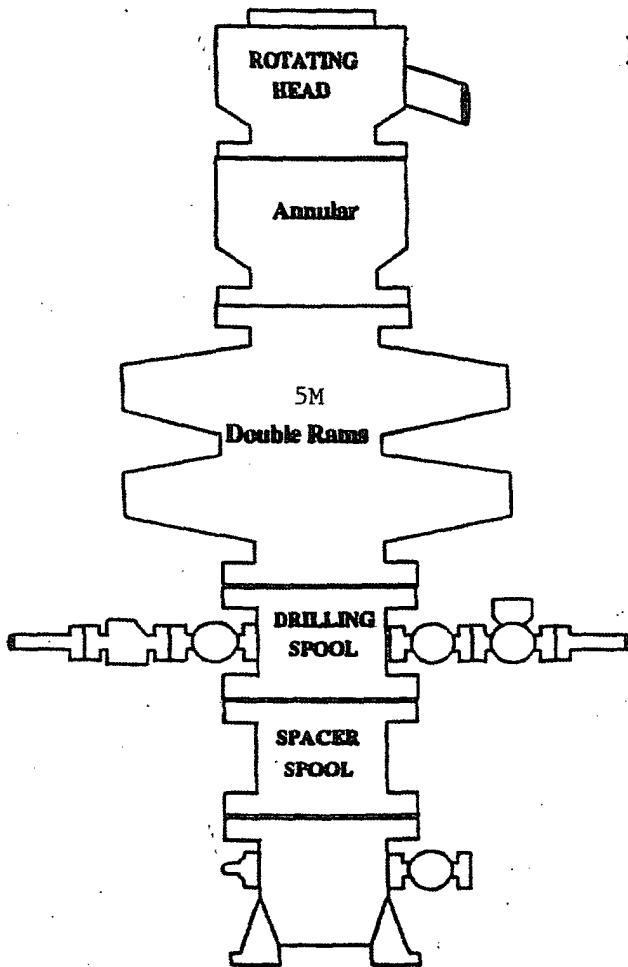 ROTATING
HEAD
Annular
5M
Double Rams
DRILLING
SPOOL
SPACER
SPOOL